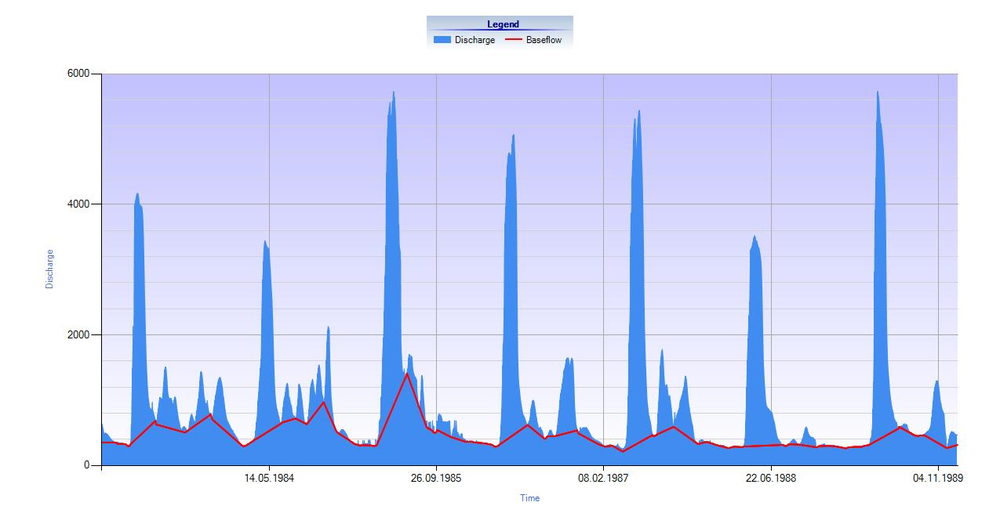 Legend
Discharge Baseflow
6000
4000
2000
0
Discharge
14.05.1984 26.09.1985 08.02.1987 22.06.1988 04.11.1989
Time